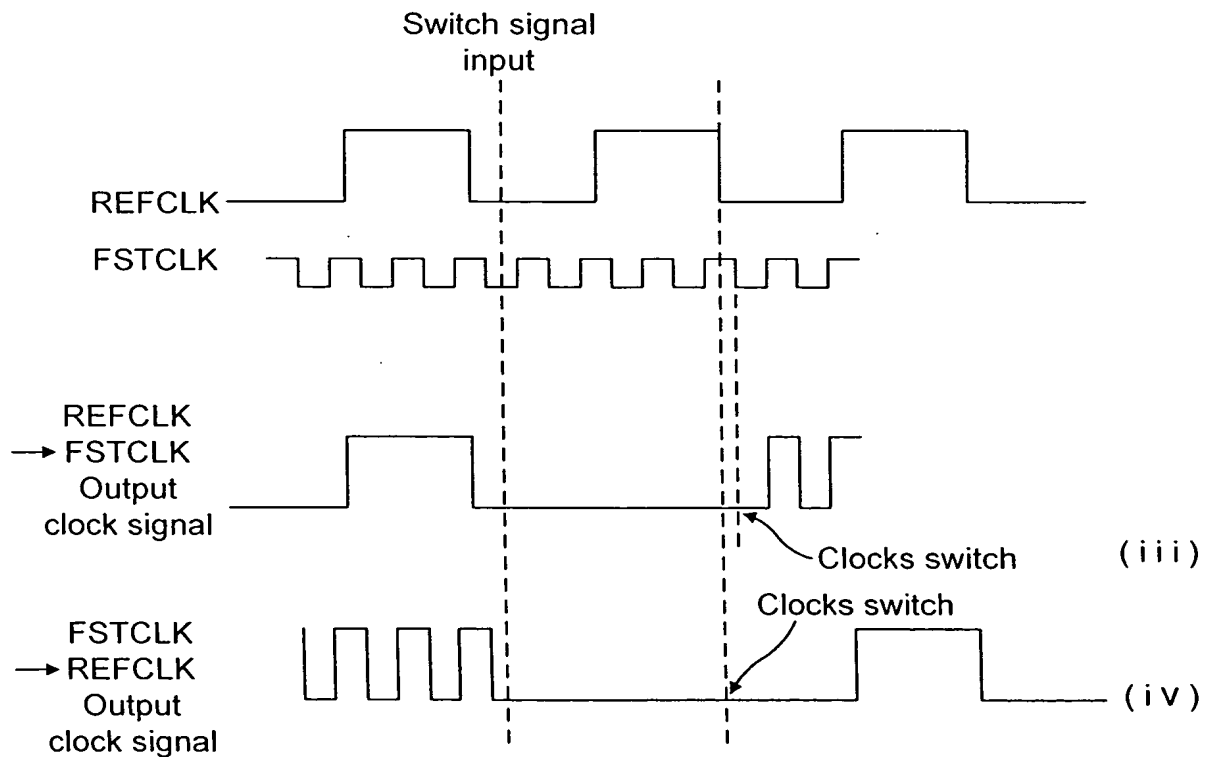 Switch signal
input
REFCLK
FSTCLK
REFCLK
→ FSTCLK
Output
clock signal
Clocks switch
(iii)
Clocks switch
FSTCLK
→ REFCLK
Output
clock signal
(iv)